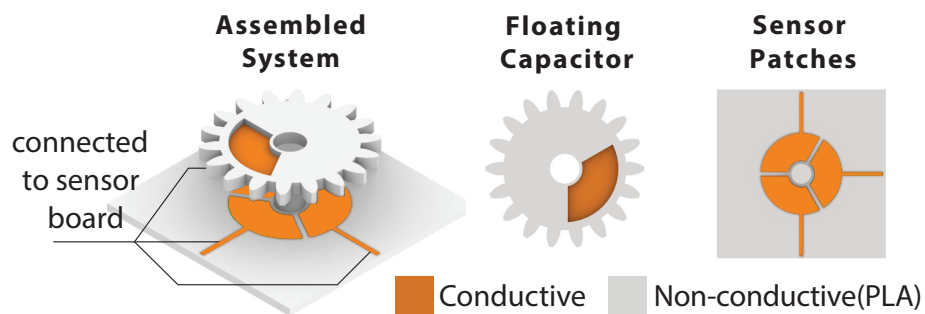 Assembled
System
Floating
Capacitor
Sensor
Patches
connected
to sensor
board
Conductive
Non-conductive(PLA)